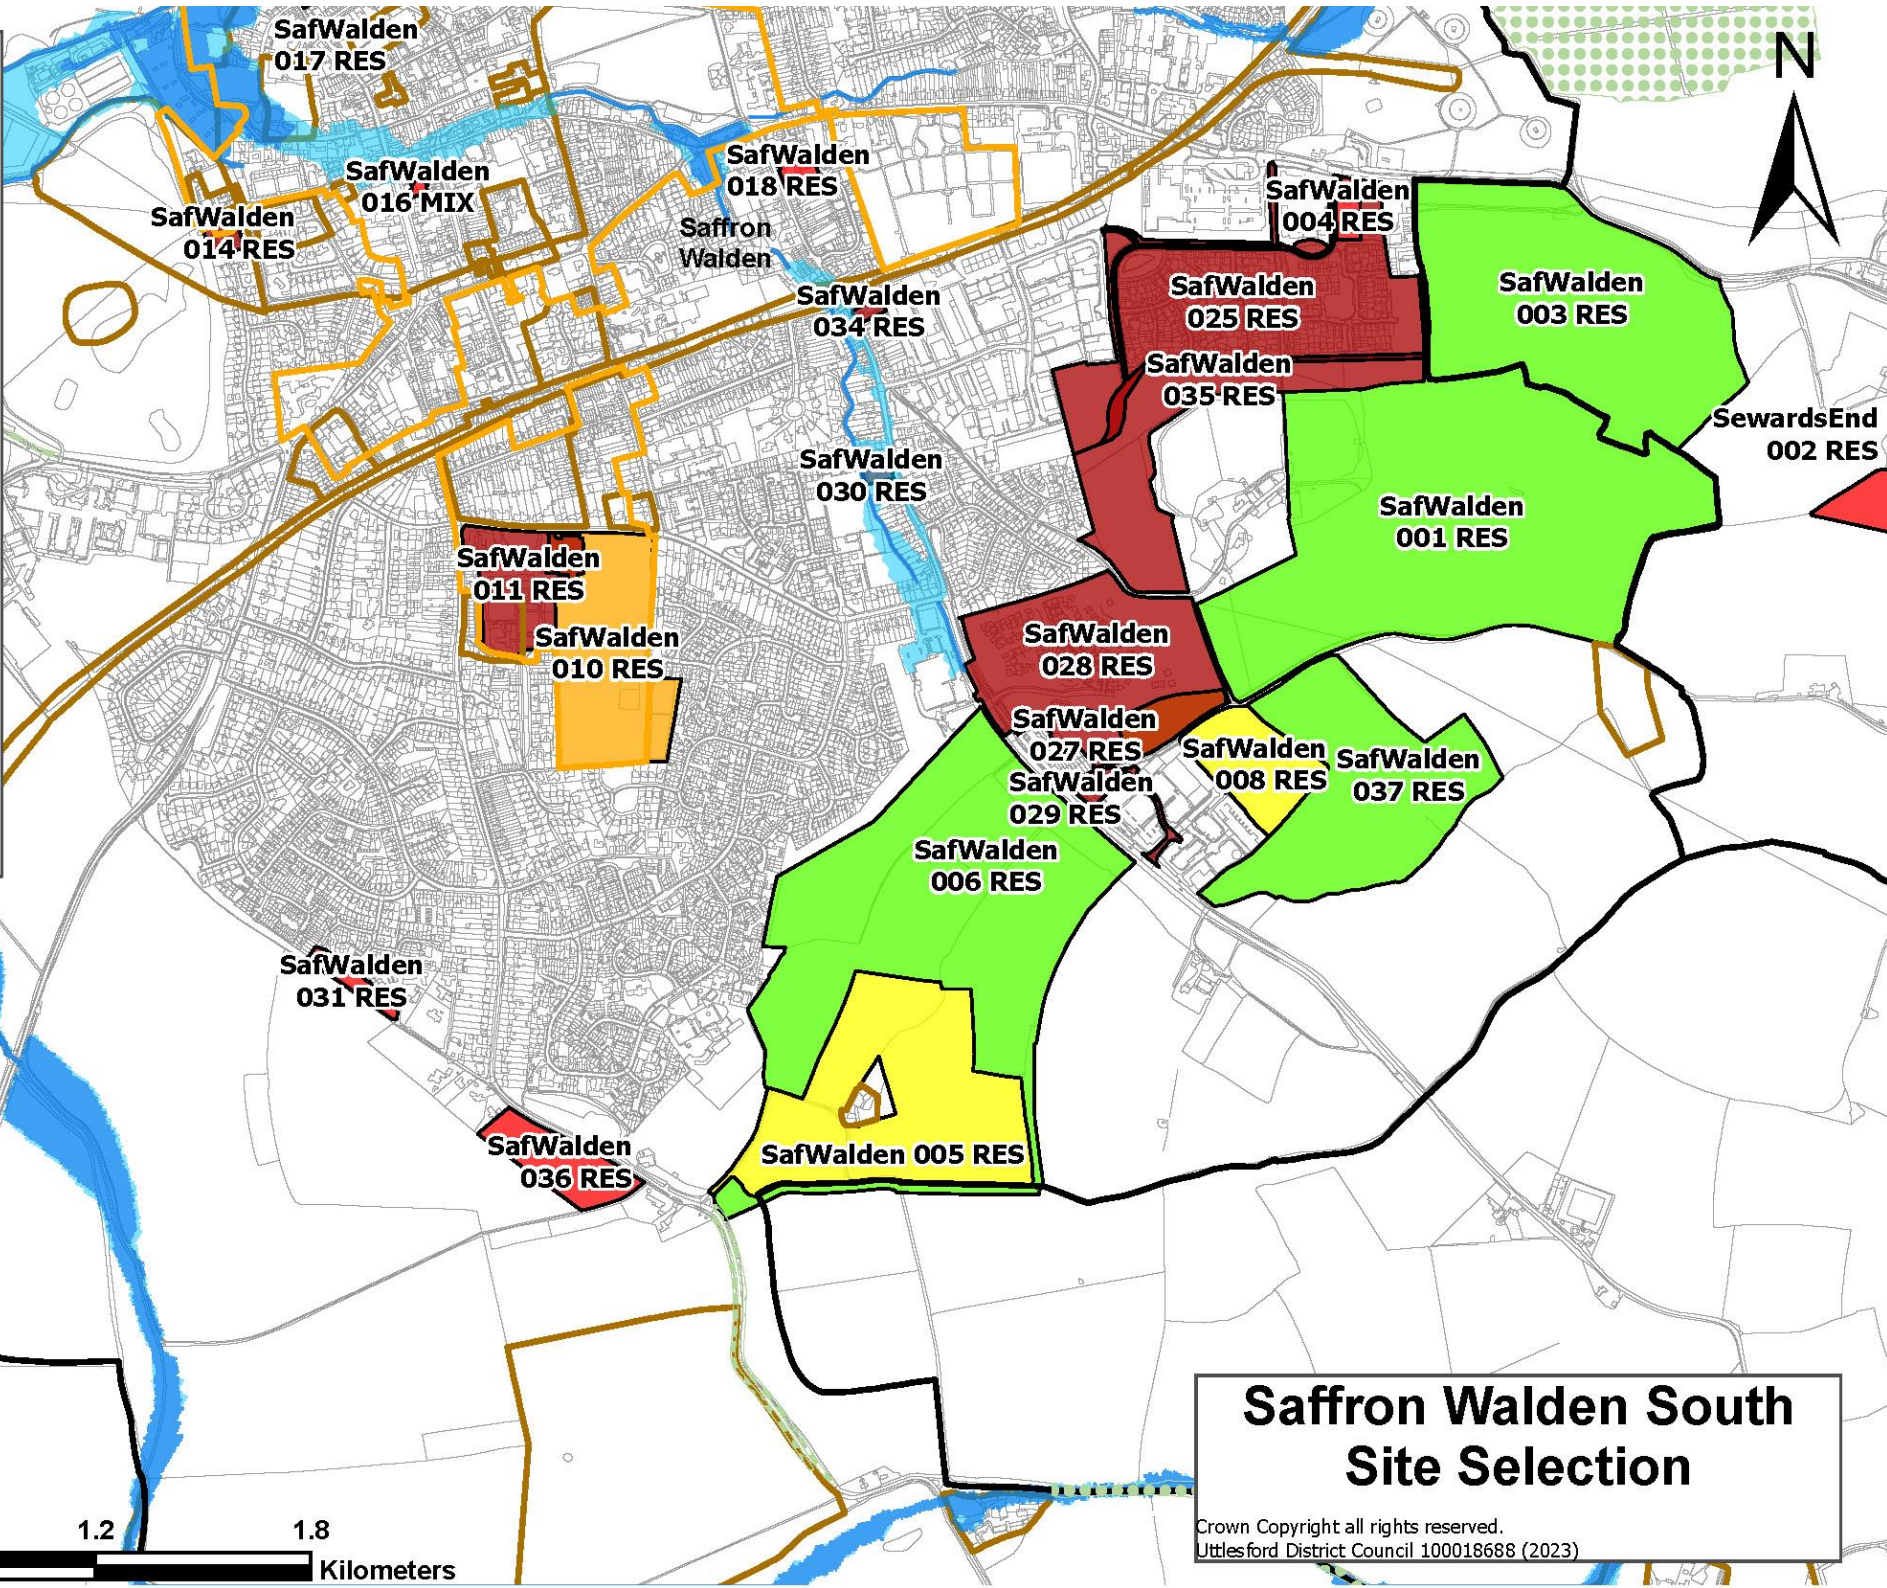 SafWalden
017 RES
N
SafWalden
018 RES
SafWalden
016 MIX
SafWalden
004 RES
SafWalden
014 RES
Saffron
Walden
SafWalden
003 RES
SafWalden
025 RES
SafWalden
034 RES
SafWalden
035 RES
SewardsEnd
002 RES
SafWalden
030 RES
SafWalden
001 RES
SafWalden
011 RES
SafWalden
010 RES
SafWalden
028 RES
SafWalden
027 RES
SafWalden
008 RES
SafWalden
037 RES
SafWalden
029 RES
SafWalden
006 RES
SafWalden
031 RES
SafWalden
036 RES
SafWalden 005 RES
Saffron Walden South
Site Selection
Crown Copyright all rights reserved.
Uttlesford District Council 100018688 (2023)
1.2
1.8
Kilometers